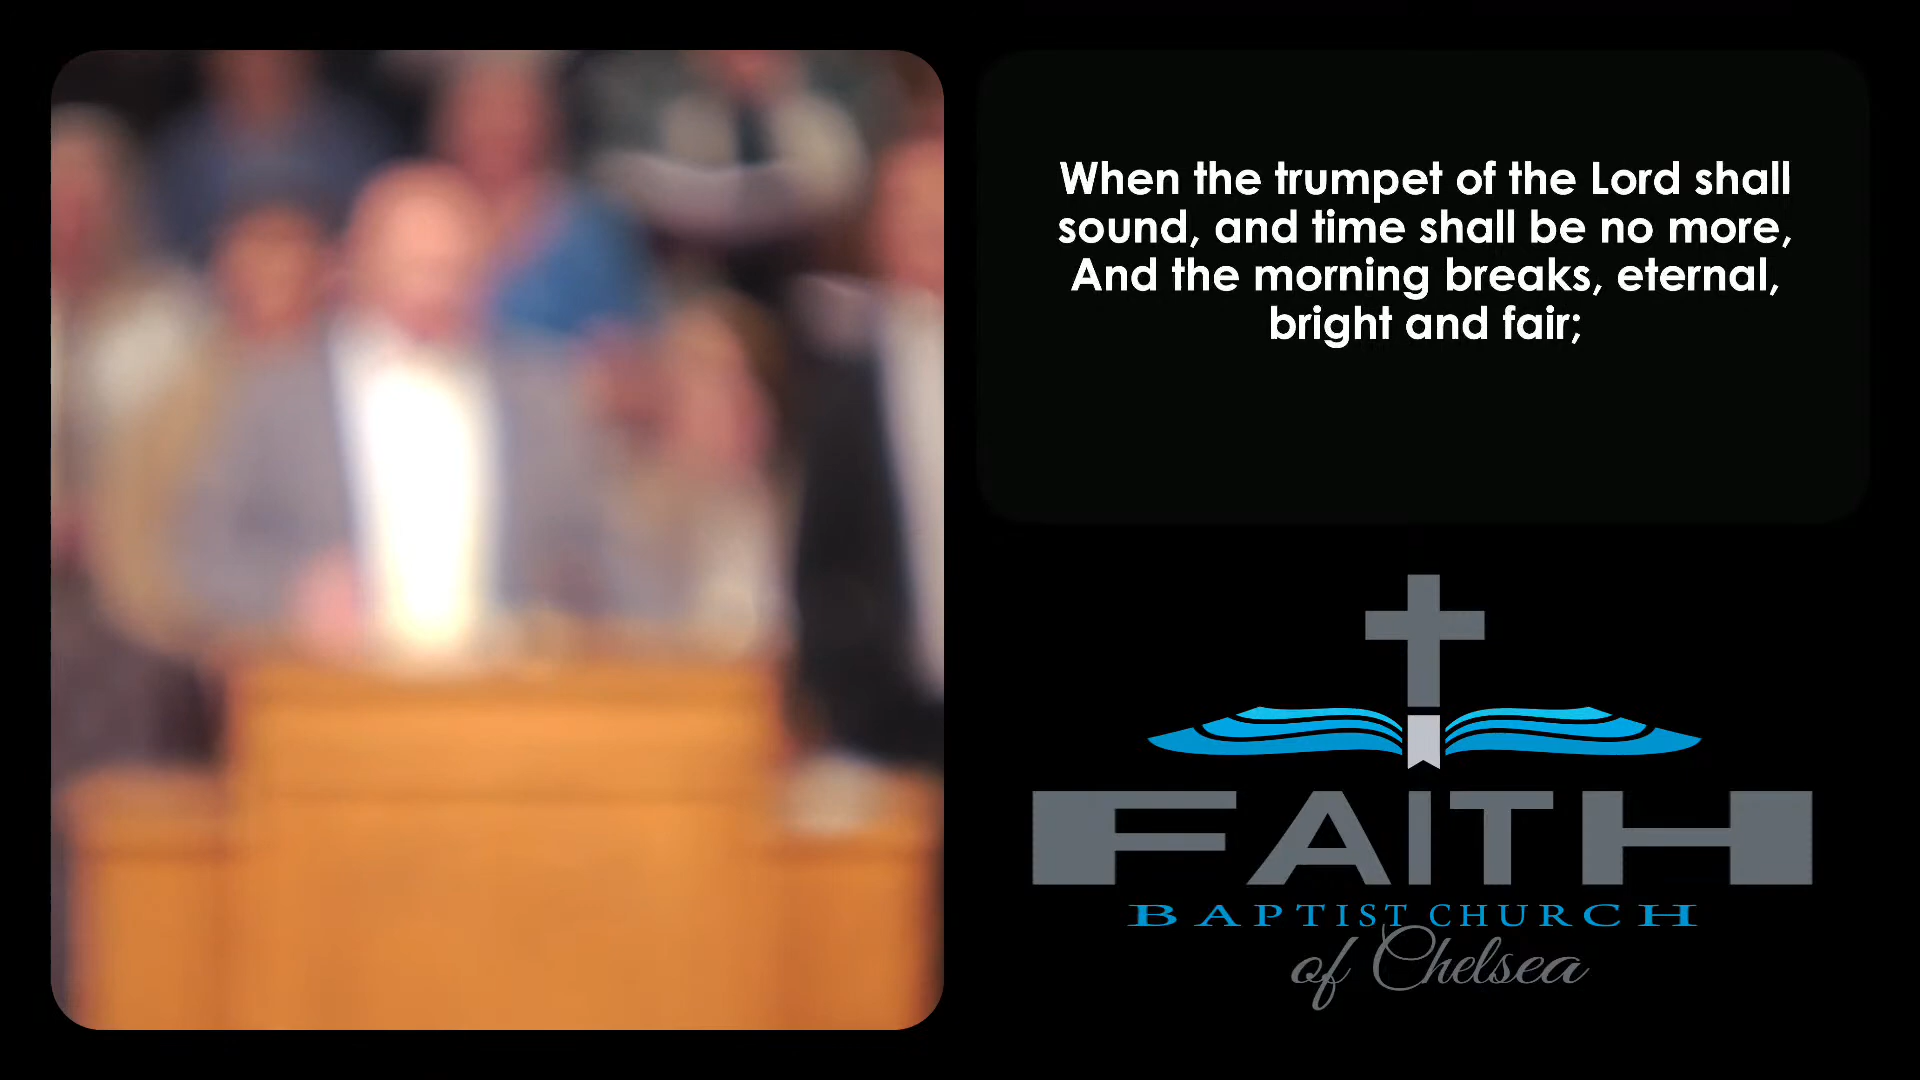 When the trumpet of the Lord shall
sound, and time shall be no more,
And the morning breaks, eternal,
bright and fair;
FAITH
BAPTIST CHURCH
of Chelsea